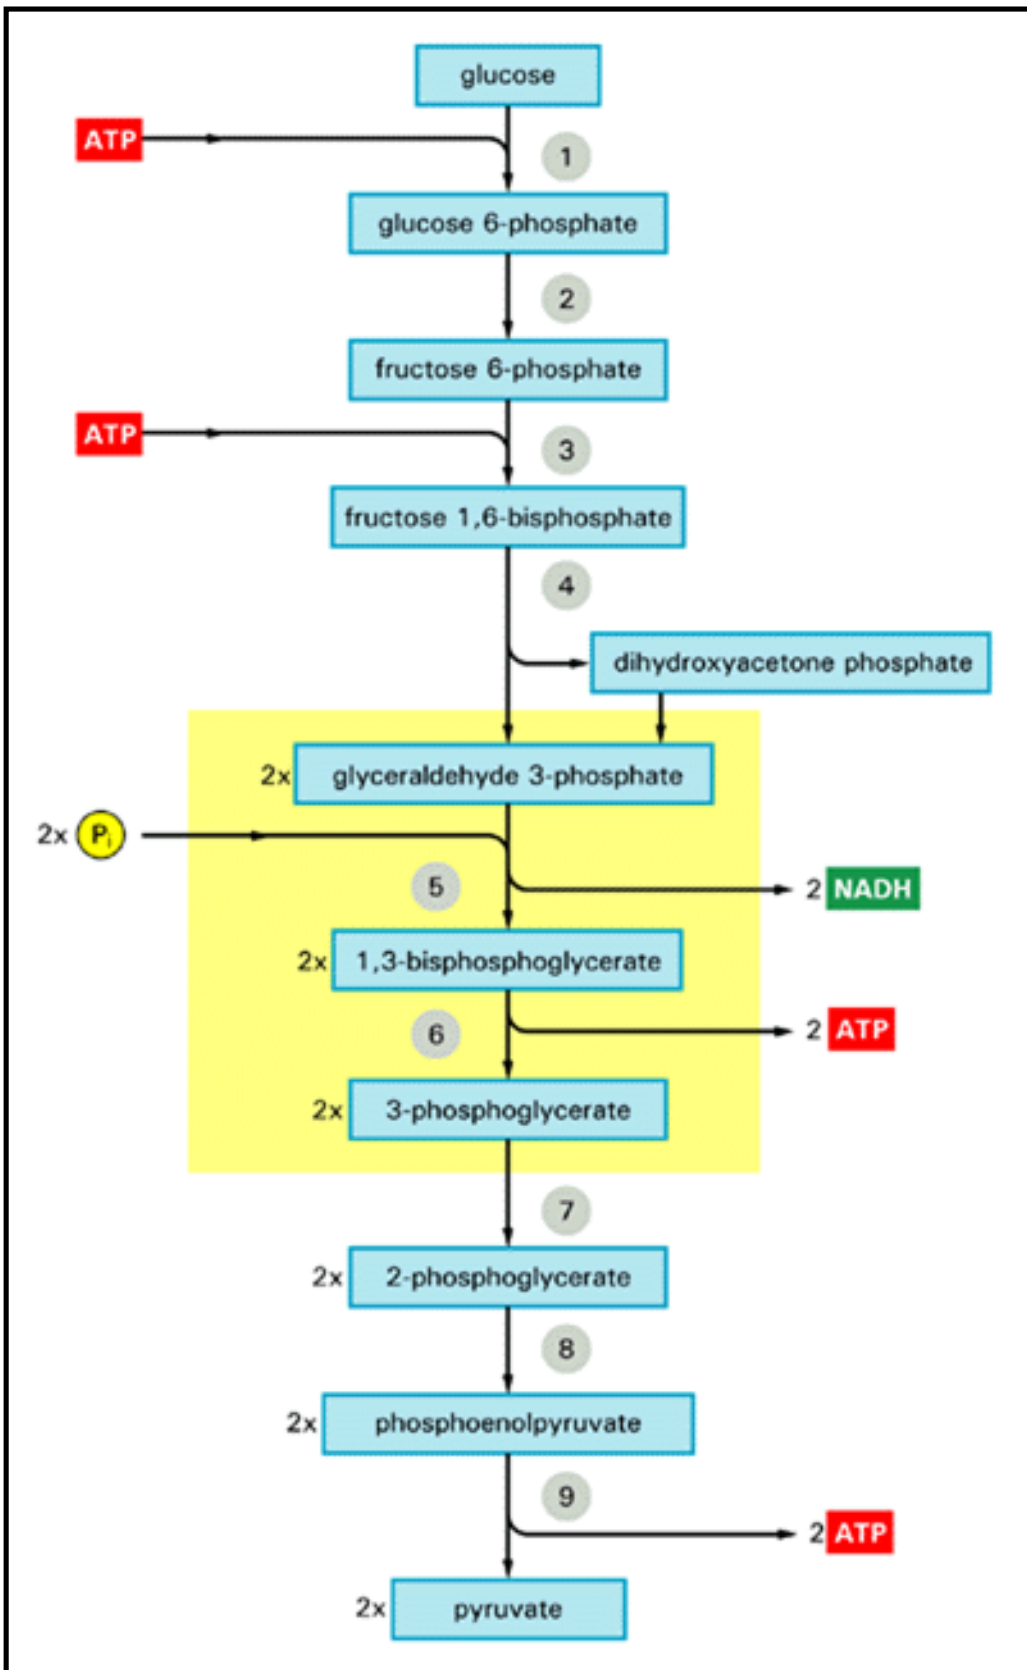 glucose
ATP
1
glucose 6-phosphate
2
fructose 6-phosphate
ATP
3
fructose 1,6-bisphosphate
4
dihydroxyacetone phosphate
2x glyceraldehyde 3-phosphate
2x Pi
5
2 NADH
2x 1,3-bisphosphoglycerate
6
2 ATP
2x 3-phosphoglycerate
7
2x 2-phosphoglycerate
8
2x phosphoenolpyruvate
9
2 ATP
2x pyruvate